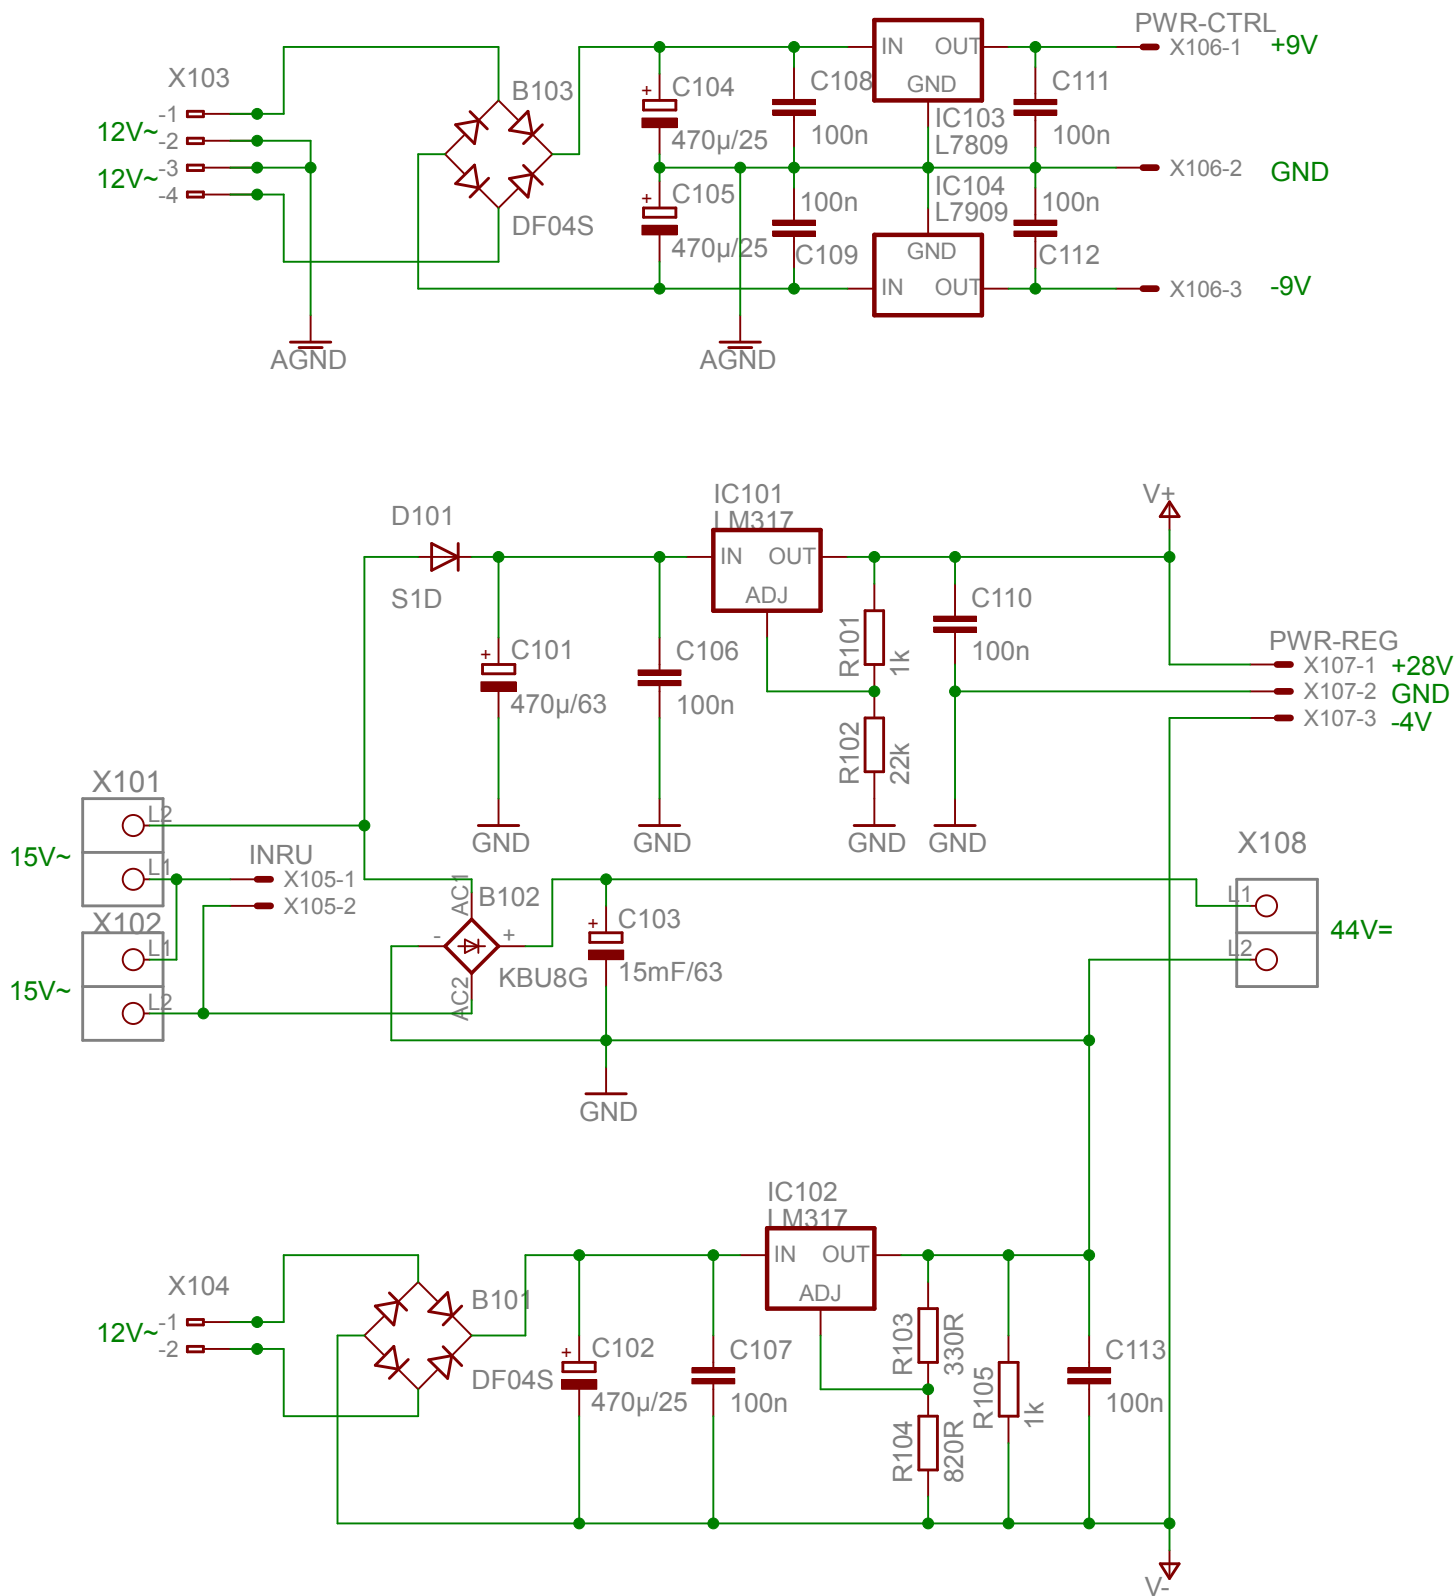 X103
-1
12V~
-2
-3
12V~
-4
B103
DF04S
C104
470µ/25
C105
470µ/25
C108
100n
100n
C109
IN OUT
GND
IC103
L7809
IC104
L7909
GND
IN OUT
C111
100n
100n
C112
PWR-CTRL
X106-1 +9V
X106-2 GND
X106-3 -9V
AGND
AGND
D101
S1D
C101
470µ/63
C106
100n
IC101
LM317
IN OUT
ADJ
R101
1k
R102
22k
C110
100n
V+
PWR-REG
X107-1 +28V
X107-2 GND
X107-3 -4V
GND
GND
GND
GND
X101
L2
15V~
L1
X102
L1
15V~
L2
INRU
X105-1
X105-2
AC1
B102
-
+
KBU8G
AC2
C103
15mF/63
GND
X108
L1
44V=
L2
X104
-1
12V~
-2
B101
DF04S
C102
470µ/25
C107
100n
IC102
LM317
IN OUT
ADJ
R103
330R
R104
820R
R105
1k
C113
100n
V-